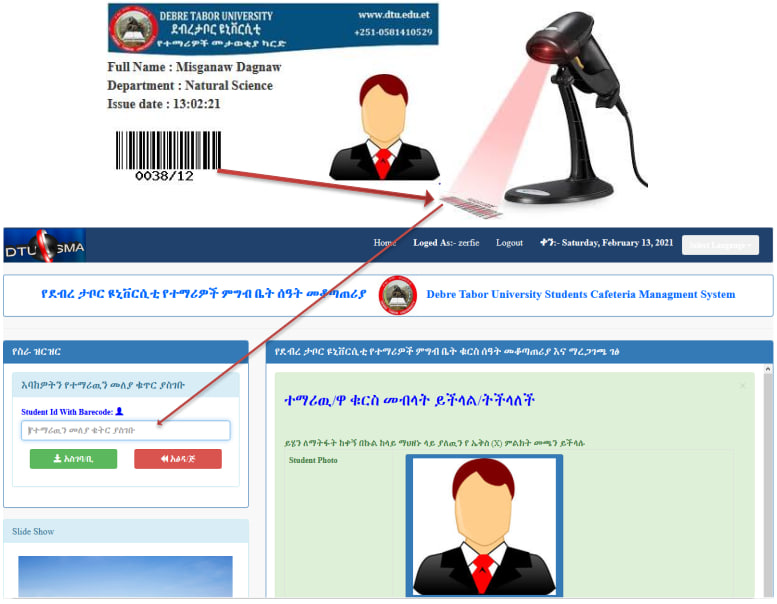 DEBRE TABOR UNIVERSITY
ደብረታቦር ዩኒቨርሲቲ
የተማሪዎች መታወቂያ ካርድ
www.dtu.edu.et
+251-0581410529
Full Name : Misganaw Dagnaw
Department : Natural Science
Issue date : 13:02:21
0038/12
DTU SMA
Home Loged As:- zerfie Logout ቀን:- Saturday, February 13, 2021 Select Language
የደብረ ታቦር ዩኒቨርሲቲ የተማሪዎች ምግብ ቤት ሰዓት መቆጣጠሪያ
Debre Tabor University Students Cafeteria Managment System
የስራ ዝርዝር
እባክዎትን የተማሪዉን መለያ ቁጥር ያስገቡ
Student Id With Barecode:
የተማሪዉን መለያ ቁትር ያስገቡ
አስገባ/ቢ
አፅዳ/ጅ
Slide Show
የደብረ ታቦር ዩኒቨርሲቲ የተማሪዎች ምግብ ቤት ቁርስ ሰዓት መቆጣጠሪያ እና ማረጋገጫ ገፅ
ተማሪዉ/ዋ ቁርስ መብላት ይችላል/ትችላለች
ይሄን ለማትፋት ከቀኝ በኩል ከላይ ማህዘኑ ላይ ያለዉን የ ኤክስ (X) ምልክት መጫን ይችላሉ
Student Photo